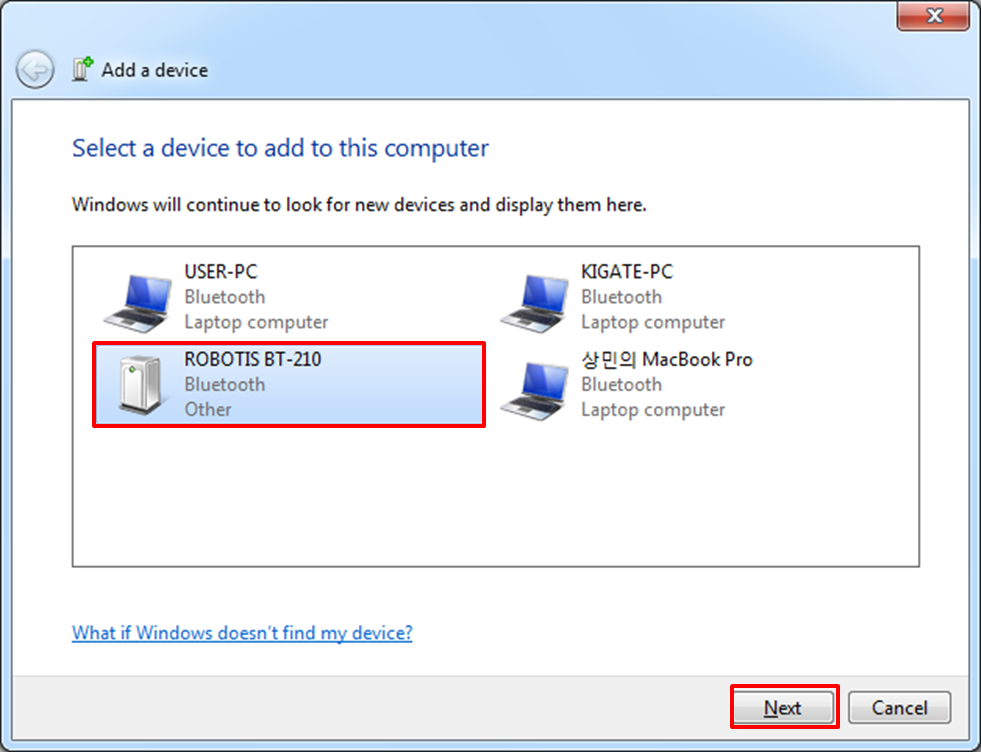 Add a device
Select a device to add to this computer
Windows will continue to look for new devices and display them here.
USER-PC
Bluetooth
Laptop computer
KIGATE-PC
Bluetooth
Laptop computer
ROBOTIS BT-210
Bluetooth
Other
상민의 MacBook Pro
Bluetooth
Laptop computer
What if Windows doesn't find my device?
Next
Cancel